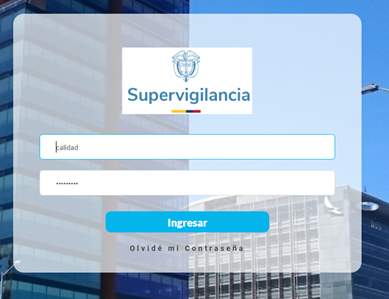 Supervigilancia
calidad
•••••••••
Ingresar
Olvidé mi Contraseña